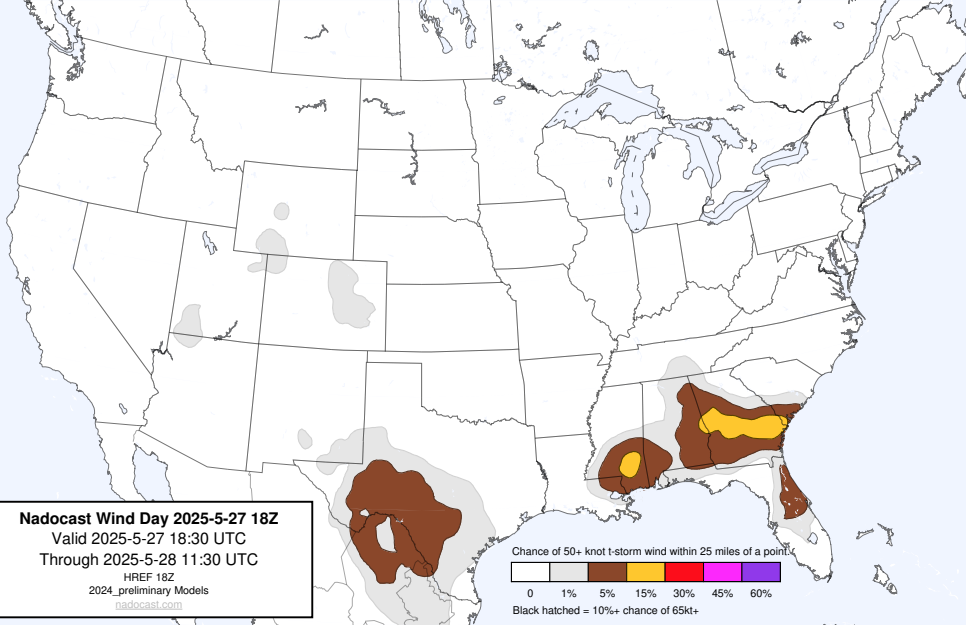 Nadocast Wind Day 2025-5-27 18Z
Valid 2025-5-27 18:30 UTC
Through 2025-5-28 11:30 UTC
HREF 18Z
2024_preliminary Models
nadocast.com
Chance of 50+ knot t-storm wind within 25 miles of a point.
0 1% 5% 15% 30% 45% 60%
Black hatched = 10%+ chance of 65kt+